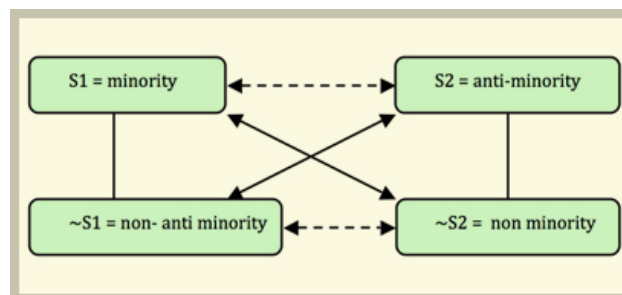 S1 = minority
S2 = anti-minority
~S1 = non- anti minority
~S2 = non minority